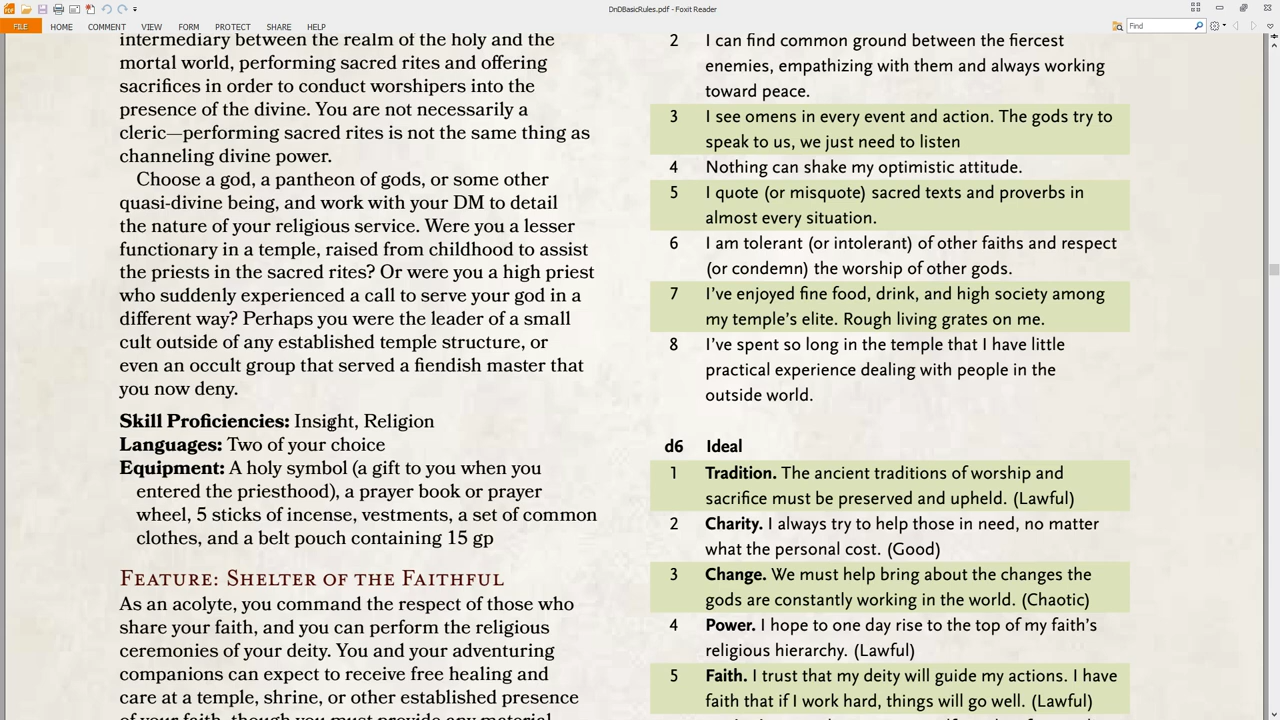 DnDBasicRules.pdf - Foxit Reader
FILE HOME COMMENT VIEW FORM PROTECT SHARE HELP
Find
intermediary between the realm of the holy and the
mortal world, performing sacred rites and offering
sacrifices in order to conduct worshipers into the
presence of the divine. You are not necessarily a
cleric—performing sacred rites is not the same thing as
channeling divine power.
Choose a god, a pantheon of gods, or some other
quasi-divine being, and work with your DM to detail
the nature of your religious service. Were you a lesser
functionary in a temple, raised from childhood to assist
the priests in the sacred rites? Or were you a high priest
who suddenly experienced a call to serve your god in a
different way? Perhaps you were the leader of a small
cult outside of any established temple structure, or
even an occult group that served a fiendish master that
you now deny.
Skill Proficiencies: Insight, Religion
Languages: Two of your choice
Equipment: A holy symbol (a gift to you when you
entered the priesthood), a prayer book or prayer
wheel, 5 sticks of incense, vestments, a set of common
clothes, and a belt pouch containing 15 gp
Feature: Shelter of the Faithful
As an acolyte, you command the respect of those who
share your faith, and you can perform the religious
ceremonies of your deity. You and your adventuring
companions can expect to receive free healing and
care at a temple, shrine, or other established presence
of your faith, though you must provide any material
2 I can find common ground between the fiercest
enemies, empathizing with them and always working
toward peace.
3 I see omens in every event and action. The gods try to
speak to us, we just need to listen
4 Nothing can shake my optimistic attitude.
5 I quote (or misquote) sacred texts and proverbs in
almost every situation.
6 I am tolerant (or intolerant) of other faiths and respect
(or condemn) the worship of other gods.
7 I've enjoyed fine food, drink, and high society among
my temple's elite. Rough living grates on me.
8 I've spent so long in the temple that I have little
practical experience dealing with people in the
outside world.
d6 Ideal
1 Tradition. The ancient traditions of worship and
sacrifice must be preserved and upheld. (Lawful)
2 Charity. I always try to help those in need, no matter
what the personal cost. (Good)
3 Change. We must help bring about the changes the
gods are constantly working in the world. (Chaotic)
4 Power. I hope to one day rise to the top of my faith's
religious hierarchy. (Lawful)
5 Faith. I trust that my deity will guide my actions. I have
faith that if I work hard, things will go well. (Lawful)